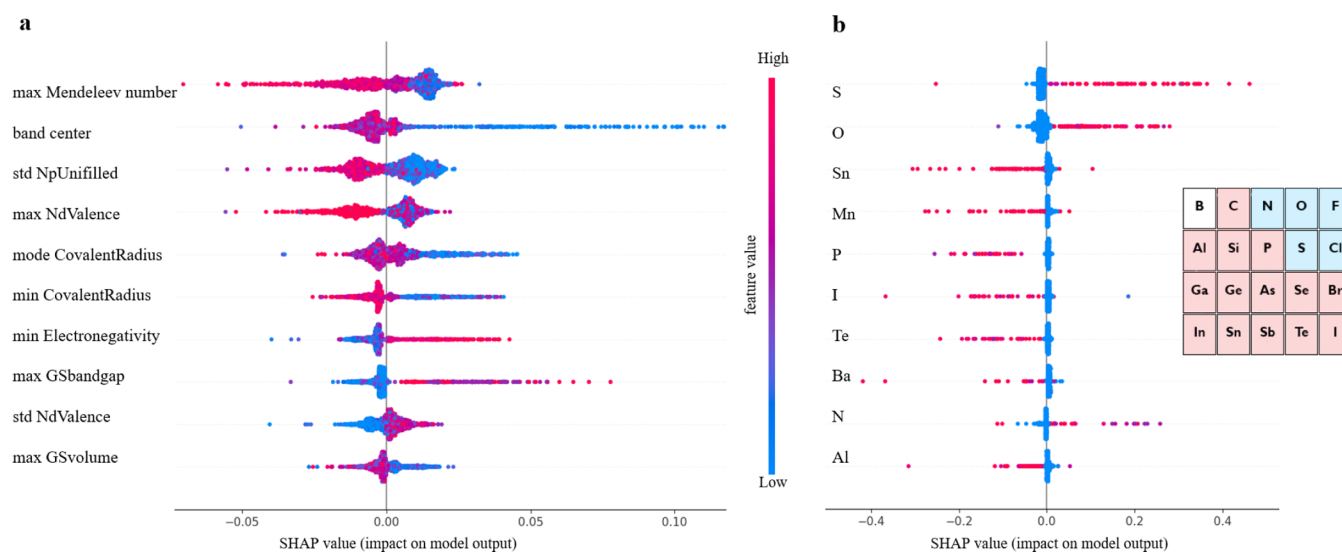 a
max Mendeleev number
band center
std NpUnifilled
max NdValence
mode CovalentRadius
min CovalentRadius
min Electronegativity
max GSbandgap
std NdValence
max GSvolume
−0.05 0.00 0.05 0.10
SHAP value (impact on model output)
High
feature value
Low
b
S
O
Sn
Mn
P
I
Te
Ba
N
Al
−0.4 −0.2 0.0 0.2 0.4
SHAP value (impact on model output)
B C N O F
Al Si P S Cl
Ga Ge As Se Br
In Sn Sb Te I